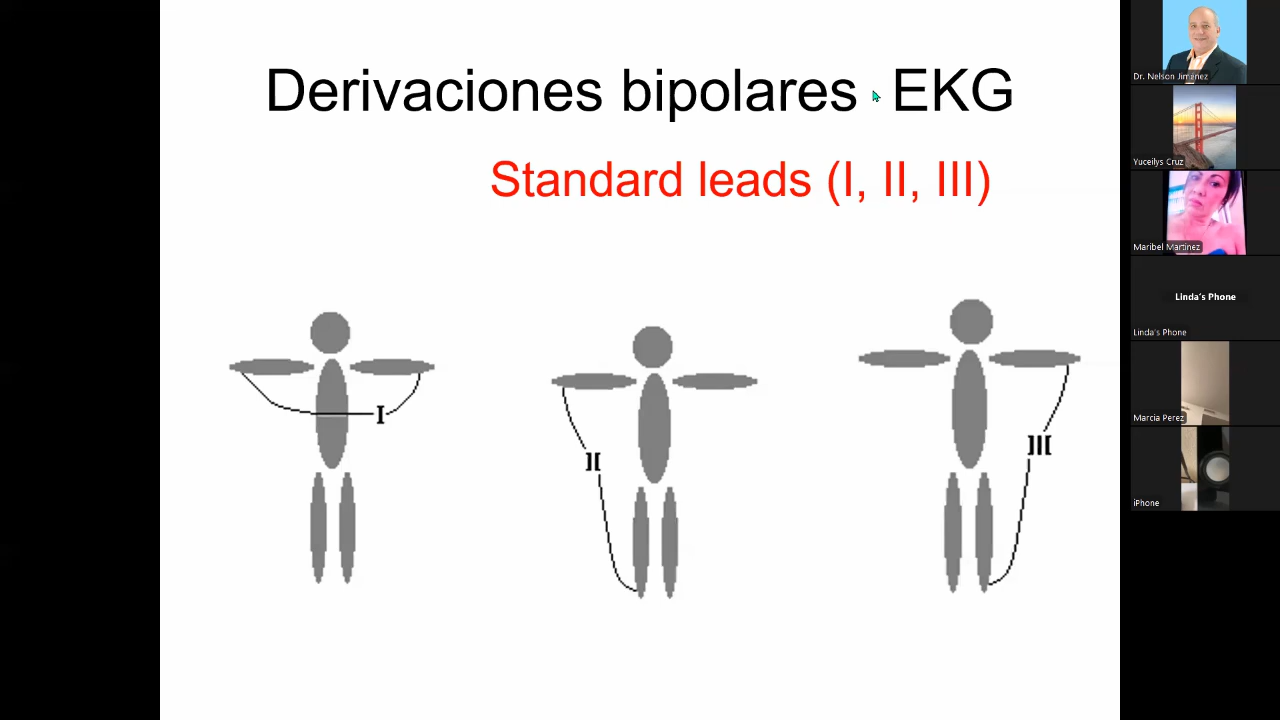 Derivaciones bipolares EKG
Standard leads (I, II, III)
I
II
III
Dr. Nelson Jiménez
Yuceilys Cruz
Maribel Martinez
Linda's Phone
Linda's Phone
Marcia Perez
iPhone